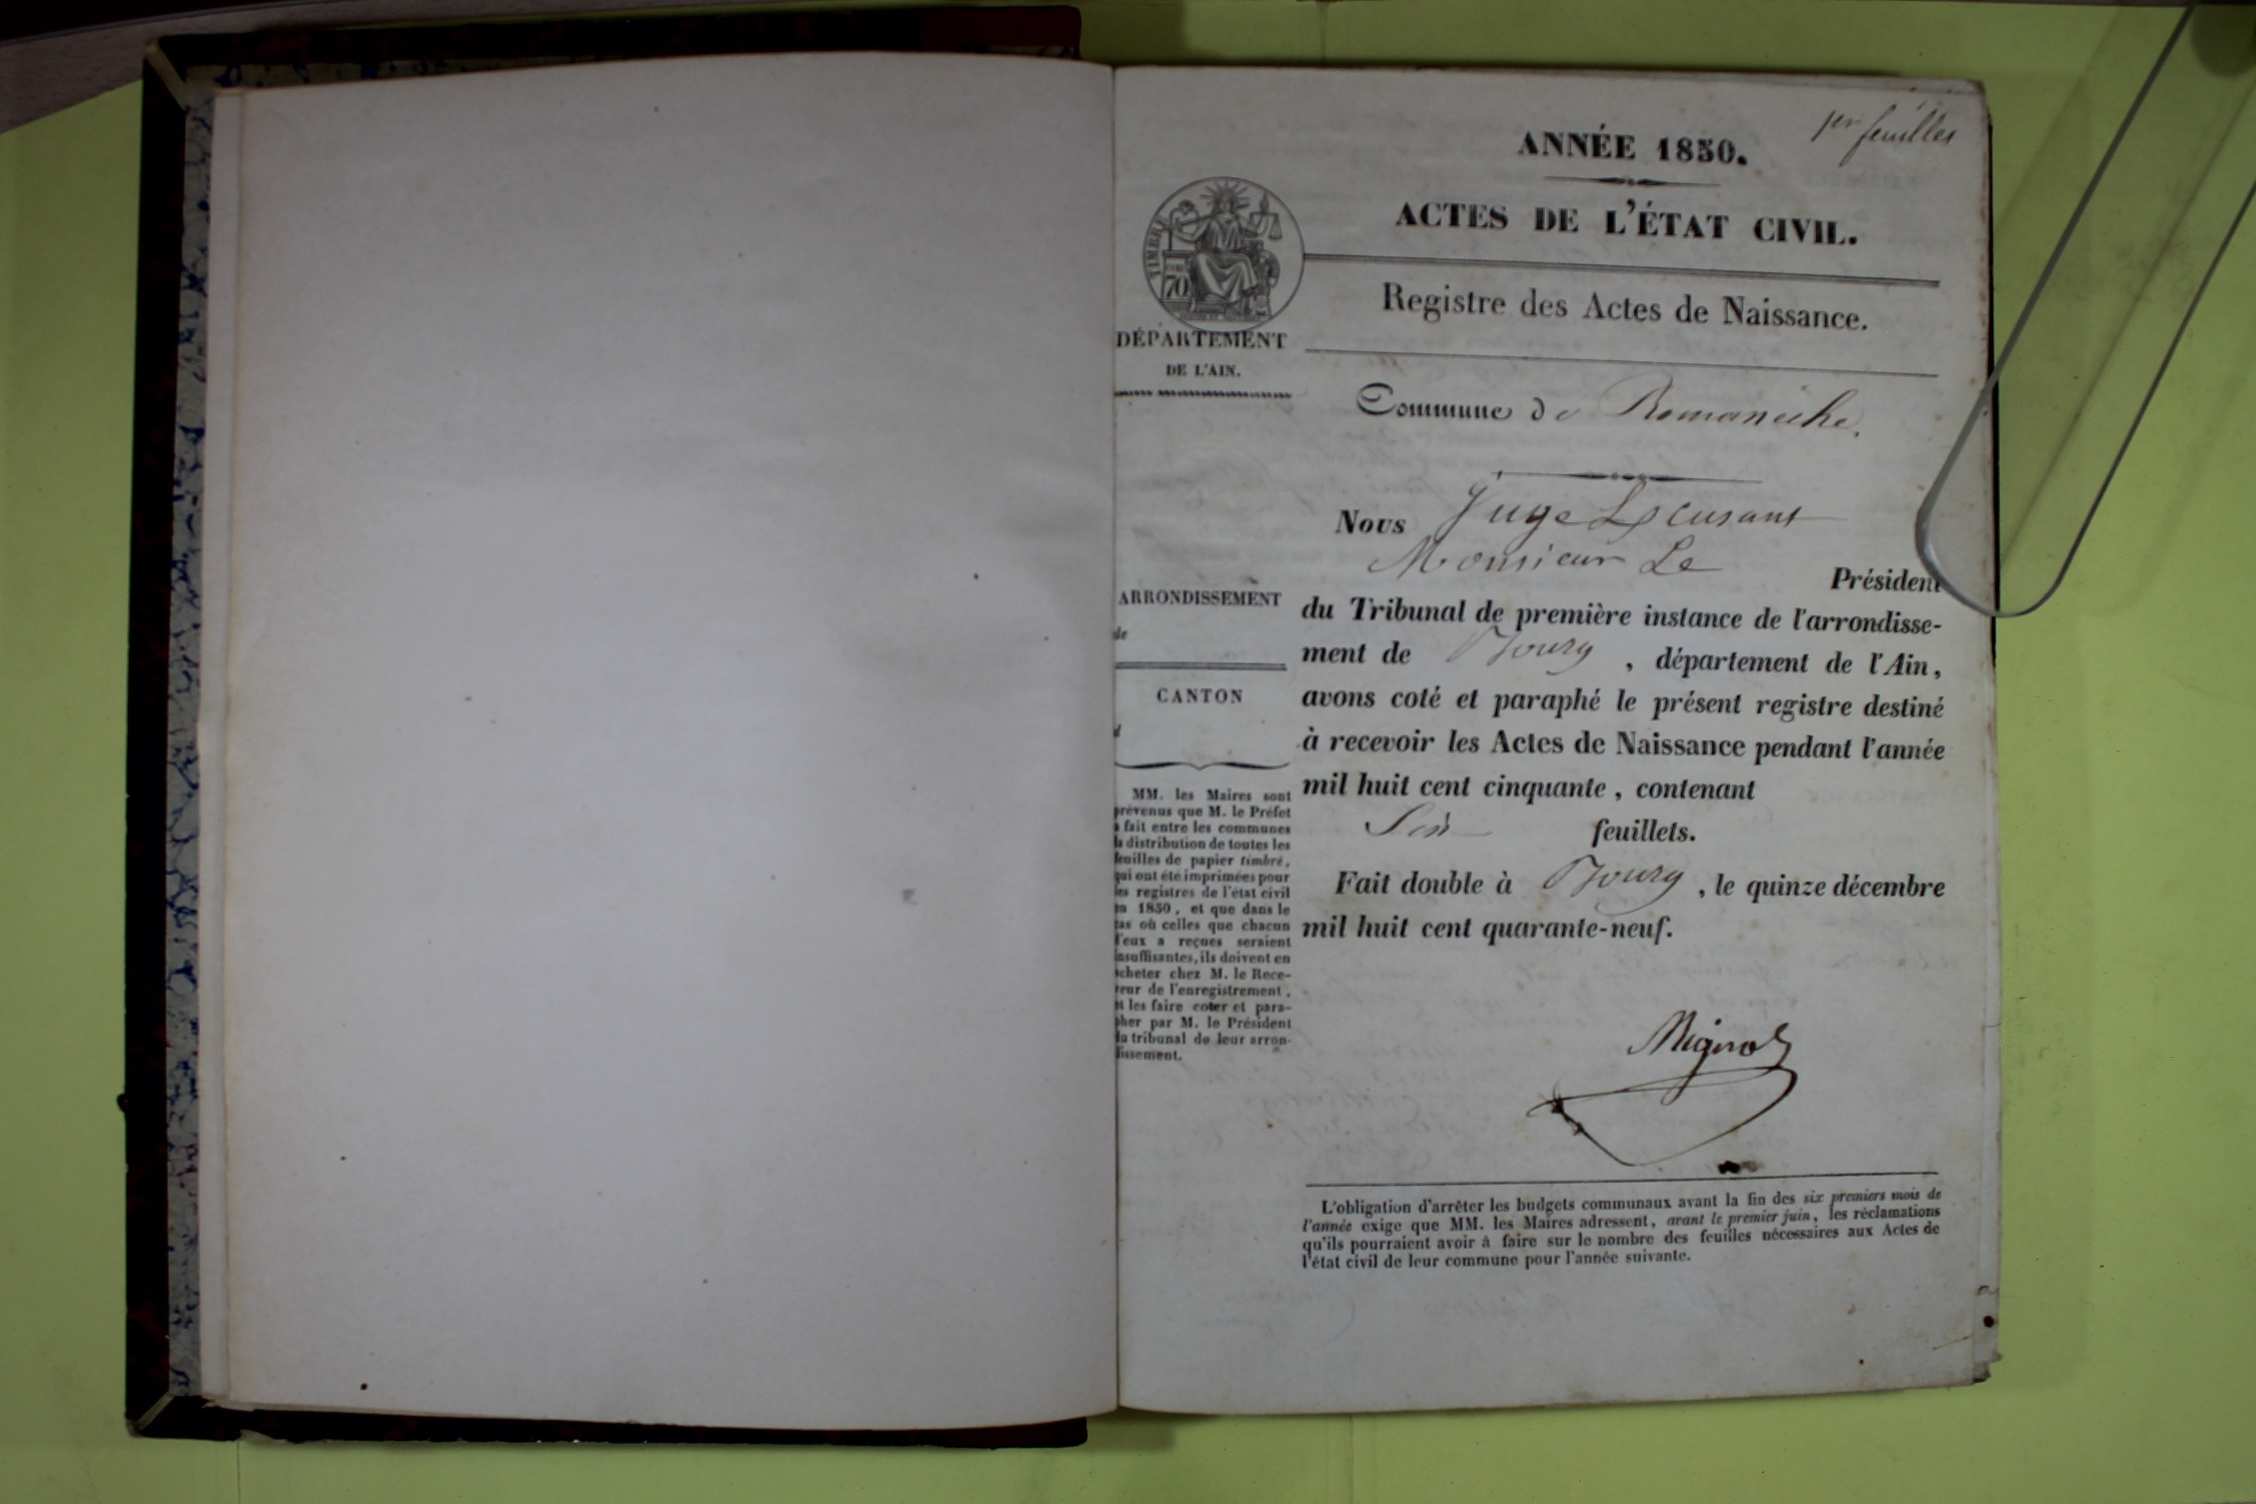 1er feuillet
ANNÉE 1850.
ACTES DE L'ÉTAT CIVIL.
TIMBRE
70
Registre des Actes de Naissance.
DÉPARTEMENT
DE L'AIN.
Commune de Romanèche.
Nous Juge
Monsieur Le
Président
du Tribunal de première instance de l'arrondisse-
ment de Bourg, département de l'Ain,
avons coté et paraphé le présent registre destiné
à recevoir les Actes de Naissance pendant l'année
mil huit cent cinquante, contenant
Six feuillets.
Fait double à Bourg, le quinze décembre
mil huit cent quarante-neuf.
Mignot
ARRONDISSEMENT
de
CANTON
d
MM. les Maires sont
prévenus que M. le Préfet
a fait entre les communes
la distribution de toutes les
feuilles de papier timbré,
qui ont été imprimées pour
les registres de l'état civil
en 1850, et que dans le
cas où celles que chacun
d'eux a reçues seraient
insuffisantes, ils doivent en
acheter chez M. le Rece-
veur de l'enregistrement,
et les faire coter et para-
pher par M. le Président
du tribunal de leur arron-
dissement.
L'obligation d'arrêter les budgets communaux avant la fin des six premiers mois de
l'année exige que MM. les Maires adressent, avant le premier juin, les réclamations
qu'ils pourraient avoir à faire sur le nombre des feuilles nécessaires aux Actes de
l'état civil de leur commune pour l'année suivante.